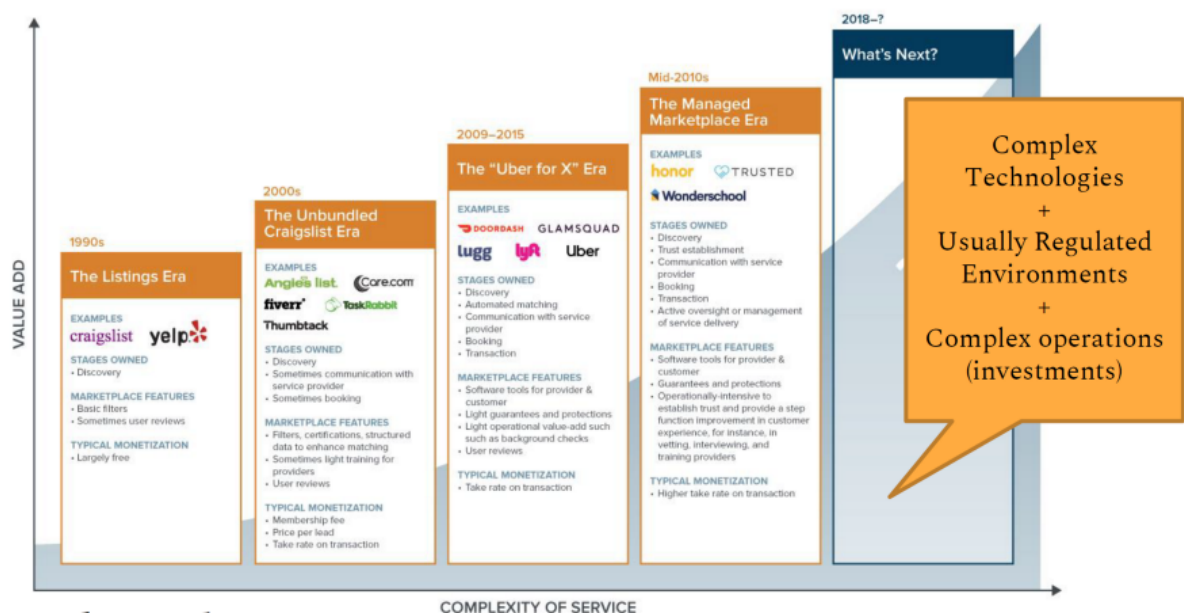 VALUE ADD
1990s
The Listings Era
EXAMPLES
craigslist yelp
STAGES OWNED
• Discovery
MARKETPLACE FEATURES
• Basic filters
• Sometimes user reviews
TYPICAL MONETIZATION
• Largely free
2000s
The Unbundled
Craigslist Era
EXAMPLES
Angie's list. Care.com
fiverr TaskRabbit
Thumbtack
STAGES OWNED
• Discovery
• Sometimes communication with
service provider
• Sometimes booking
MARKETPLACE FEATURES
• Filters, certifications, structured
data to enhance matching
• Sometimes light training for
providers
• User reviews
TYPICAL MONETIZATION
• Membership fee
• Price per lead
• Take rate on transaction
2009–2015
The "Uber for X" Era
EXAMPLES
DOORDASH GLAMSQUAD
lugg lyft Uber
STAGES OWNED
• Discovery
• Automated matching
• Communication with service
provider
• Booking
• Transaction
MARKETPLACE FEATURES
• Software tools for provider &
customer
• Light guarantees and protections
• Light operational value-add such
such as background checks
• User reviews
TYPICAL MONETIZATION
• Take rate on transaction
Mid-2010s
The Managed
Marketplace Era
EXAMPLES
honor TRUSTED
Wonderschool
STAGES OWNED
• Discovery
• Trust establishment
• Communication with service
provider
• Booking
• Transaction
• Active oversight or management
of service delivery
MARKETPLACE FEATURES
• Software tools for provider &
customer
• Guarantees and protections
• Operationally-intensive to
establish trust and provide a step
function improvement in customer
experience, for instance, in
vetting, interviewing, and
training providers
TYPICAL MONETIZATION
• Higher take rate on transaction
2018–?
What's Next?
Complex
Technologies
+
Usually Regulated
Environments
+
Complex operations
(investments)
COMPLEXITY OF SERVICE